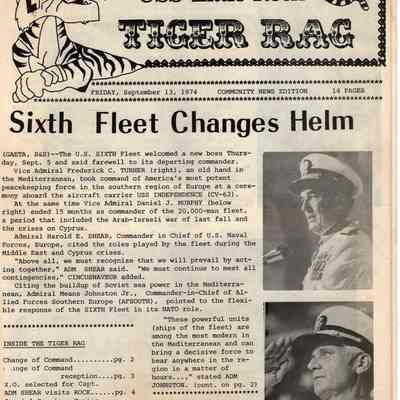 TIGER RAG
FRIDAY, September 13, 1974 COMMUNITY NEWS EDITION 14 PAGES
Sixth Fleet Changes Helm
(GAETA, B&H)--The U.S. SIXTH Fleet welcomed a new boss Thurs-
day, Sept. 5 and said farewell to its departing commander.
Vice Admiral Frederick C. TURNER (right), an old hand in
the Mediterranean, took command of America's most potent
peacekeeping force in the southern region of Europe at a cere-
mony aboard the aircraft carrier USS INDEPENDENCE (CV-62).
At the same time Vice Admiral Daniel J. MURPHY (below
right) ended 15 months as commander of the 20,000-man fleet,
a period that included the Arab-Israeli war of last fall and
the crises on Cyprus.
Admiral Harold E. SHEAR, Commander in Chief of U.S. Naval
Forces, Europe, cited the roles played by the fleet during the
Middle East and Cyprus crises.
"Above all, we must recognize that we will prevail by act-
ing together," ADM SHEAR said. "We must continue to meet all
contingencies," CINCUSNAVEUR added.
Citing the buildup of Soviet sea power in the Mediterra-
nean, Admiral Means Johnston Jr., Commander-in-Chief of Al-
lied Forces Southern Europe (AFSOUTH), pointed to the flexi-
ble response of the SIXTH Fleet in its NATO role.
"These powerful units
(ships of the fleet) are
among the most modern in
the Mediterranean and can
bring a decisive force to
bear anywhere in the re-
gion in a matter of
hours....," stated ADM
JOHNSTON. (cont. on pg. 2)
INSIDE THE TIGER RAG
Change of Command..........pg. 2
Change of Command
reception....pg. 3
X.O. selected for Capt.
ADM SHEAR visits ROCK......pg. 4